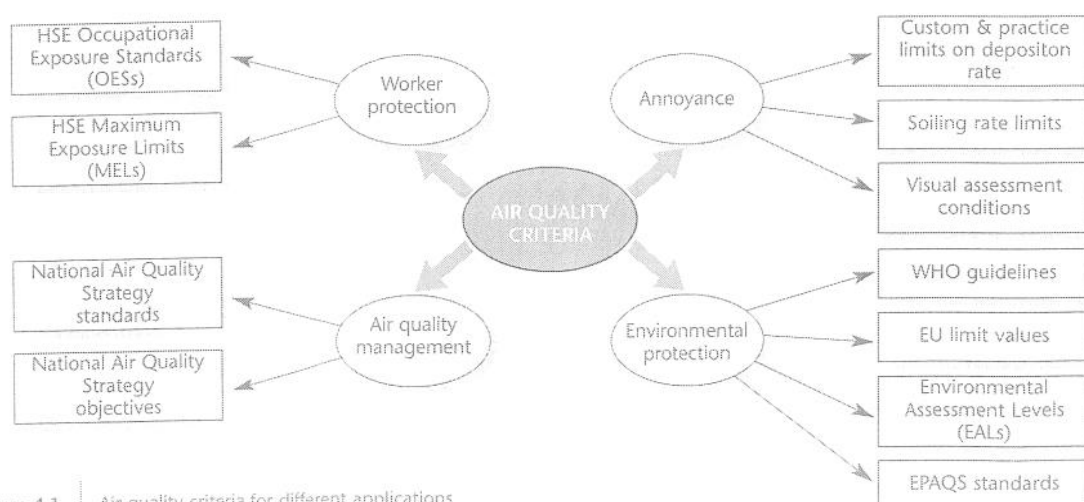 HSE Occupational
Exposure Standards
(OESs)
HSE Maximum
Exposure Limits
(MELs)
Worker
protection
Annoyance
Custom & practice
limits on depositon
rate
Soiling rate limits
Visual assessment
conditions
AIR QUALITY
CRITERIA
National Air Quality
Strategy
standards
National Air Quality
Strategy
objectives
Air quality
management
Environmental
protection
WHO guidelines
EU limit values
Environmental
Assessment Levels
(EALs)
EPAQS standards
4.1 Air quality criteria for different applications